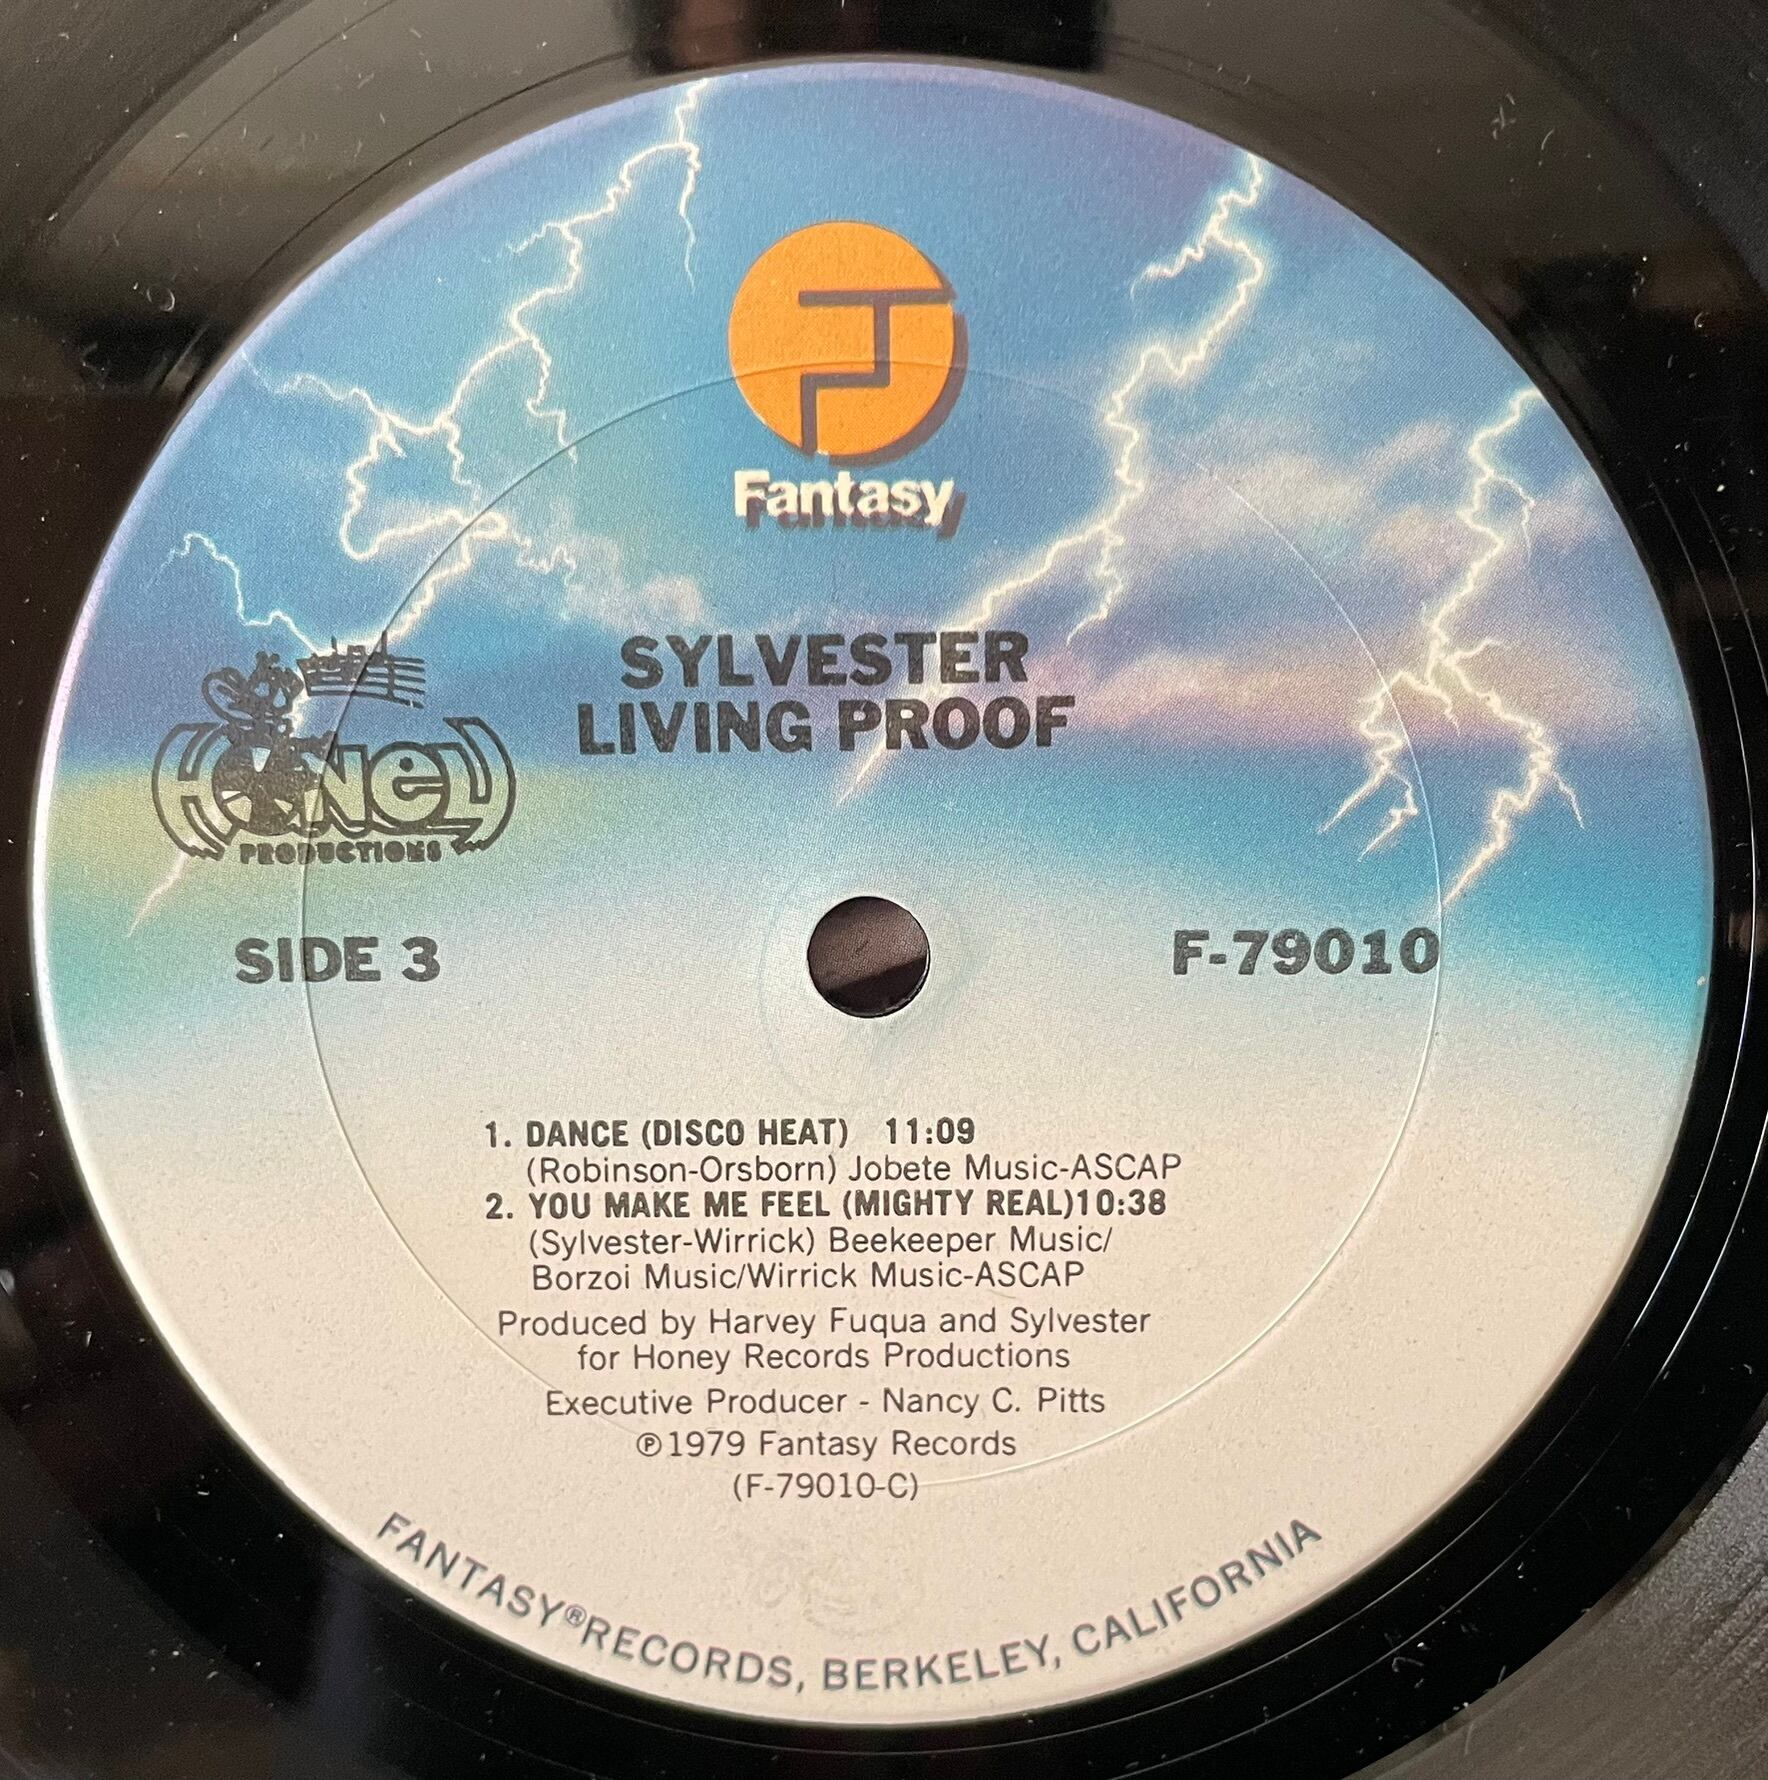 Fantasy
SYLVESTER
LIVING PROOF
HONEY
PRODUCTIONS
SIDE 3
F-79010
1. DANCE (DISCO HEAT) 11:09
(Robinson-Orsborn) Jobete Music-ASCAP
2. YOU MAKE ME FEEL (MIGHTY REAL)10:38
(Sylvester-Wirrick) Beekeeper Music/
Borzoi Music/Wirrick Music-ASCAP
Produced by Harvey Fuqua and Sylvester
for Honey Records Productions
Executive Producer - Nancy C. Pitts
℗1979 Fantasy Records
(F-79010-C)
FANTASY®RECORDS, BERKELEY, CALIFORNIA